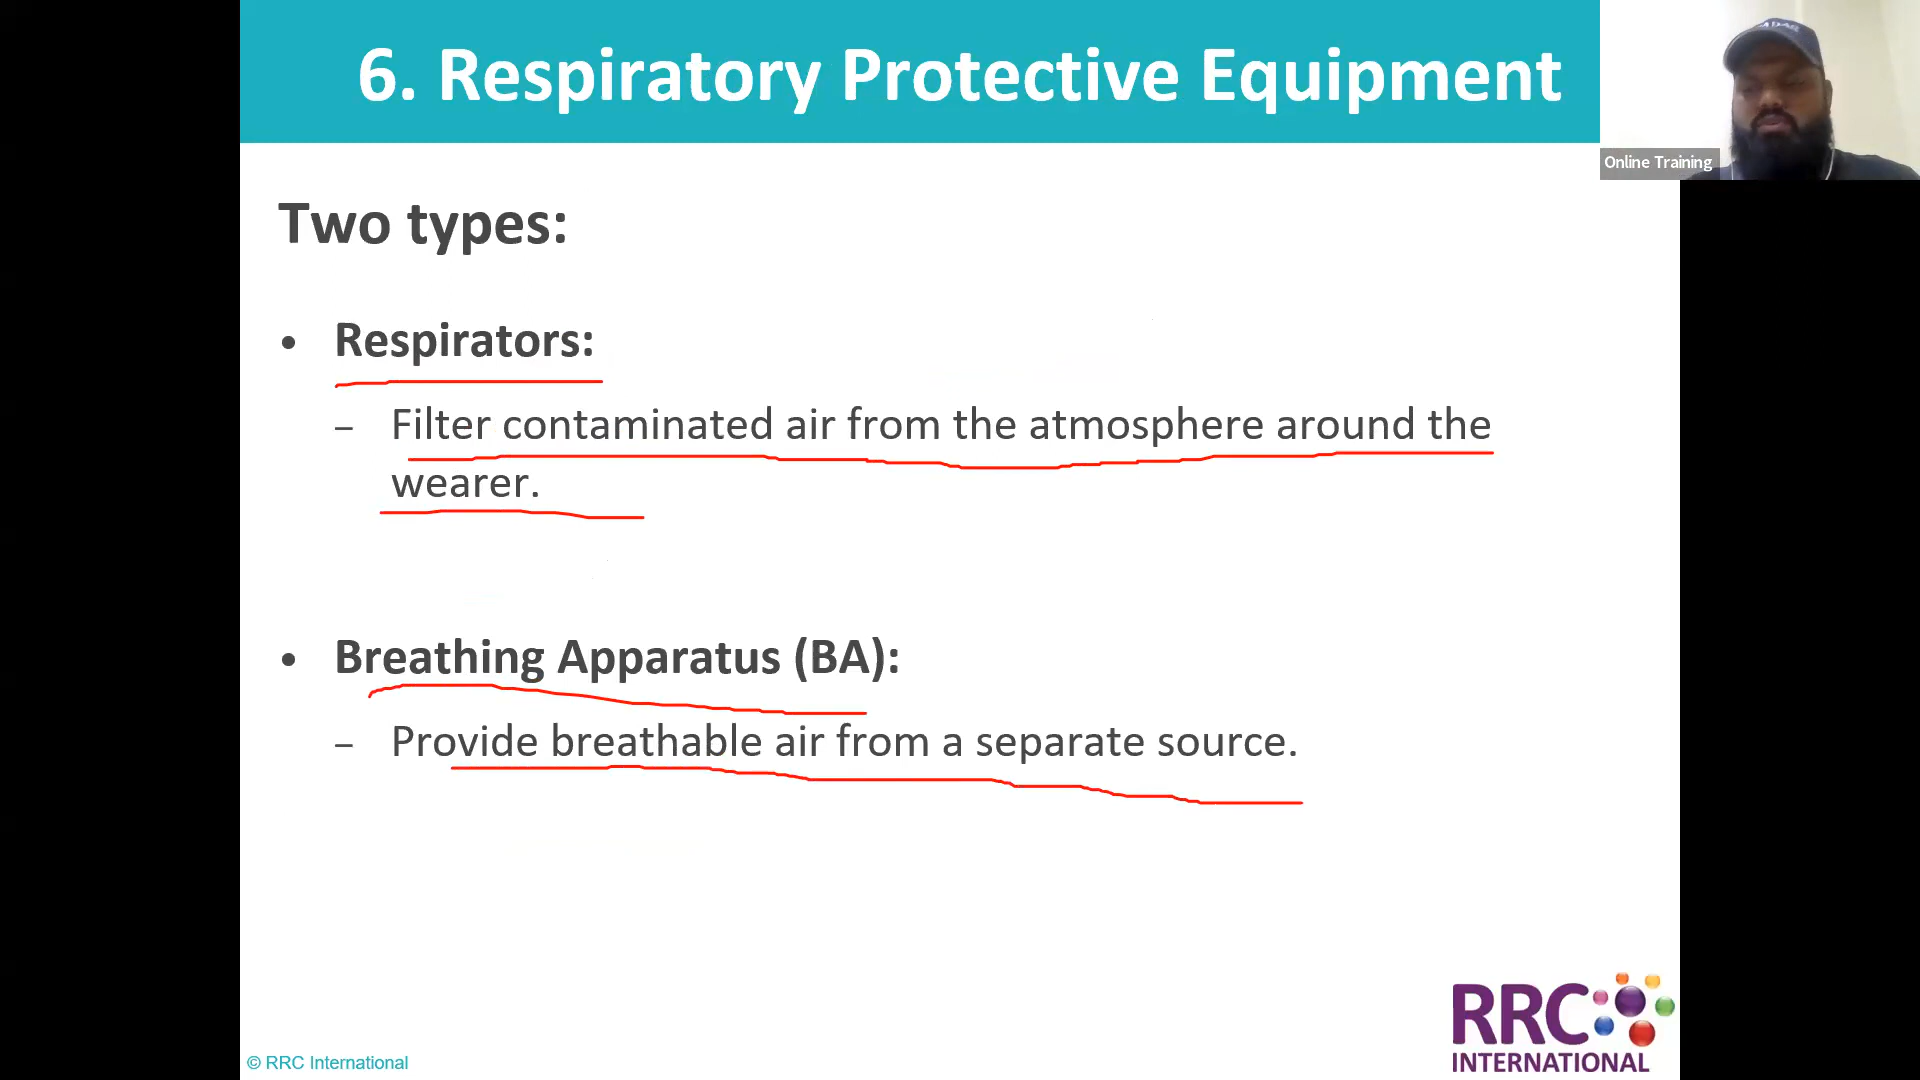 6. Respiratory Protective Equipment
Online Training
Two types:
• Respirators:
– Filter contaminated air from the atmosphere around the
wearer.
• Breathing Apparatus (BA):
– Provide breathable air from a separate source.
RRC
INTERNATIONAL
© RRC International